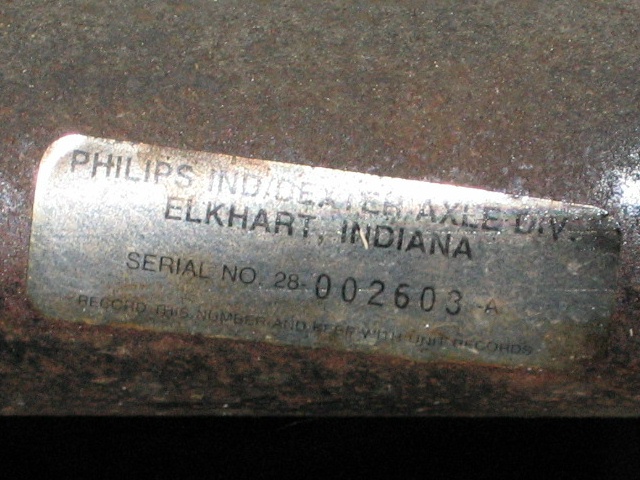 PHILIPS IND/DEXTER AXLE DIV.
ELKHART, INDIANA
SERIAL NO. 28-002603-A
RECORD THIS NUMBER AND KEEP WITH UNIT RECORDS